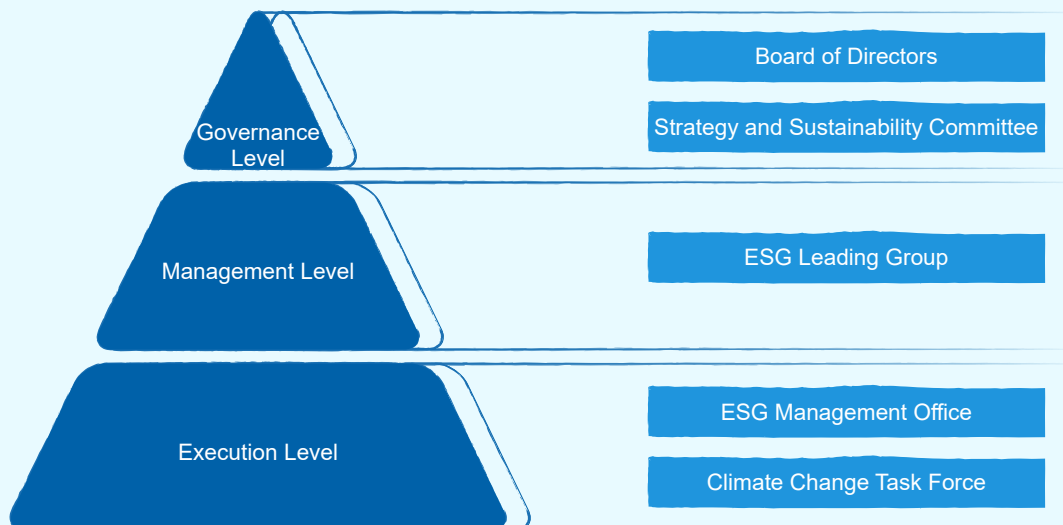 Board of Directors
Strategy and Sustainability Committee
Governance
Level
Management Level
ESG Leading Group
Execution Level
ESG Management Office
Climate Change Task Force